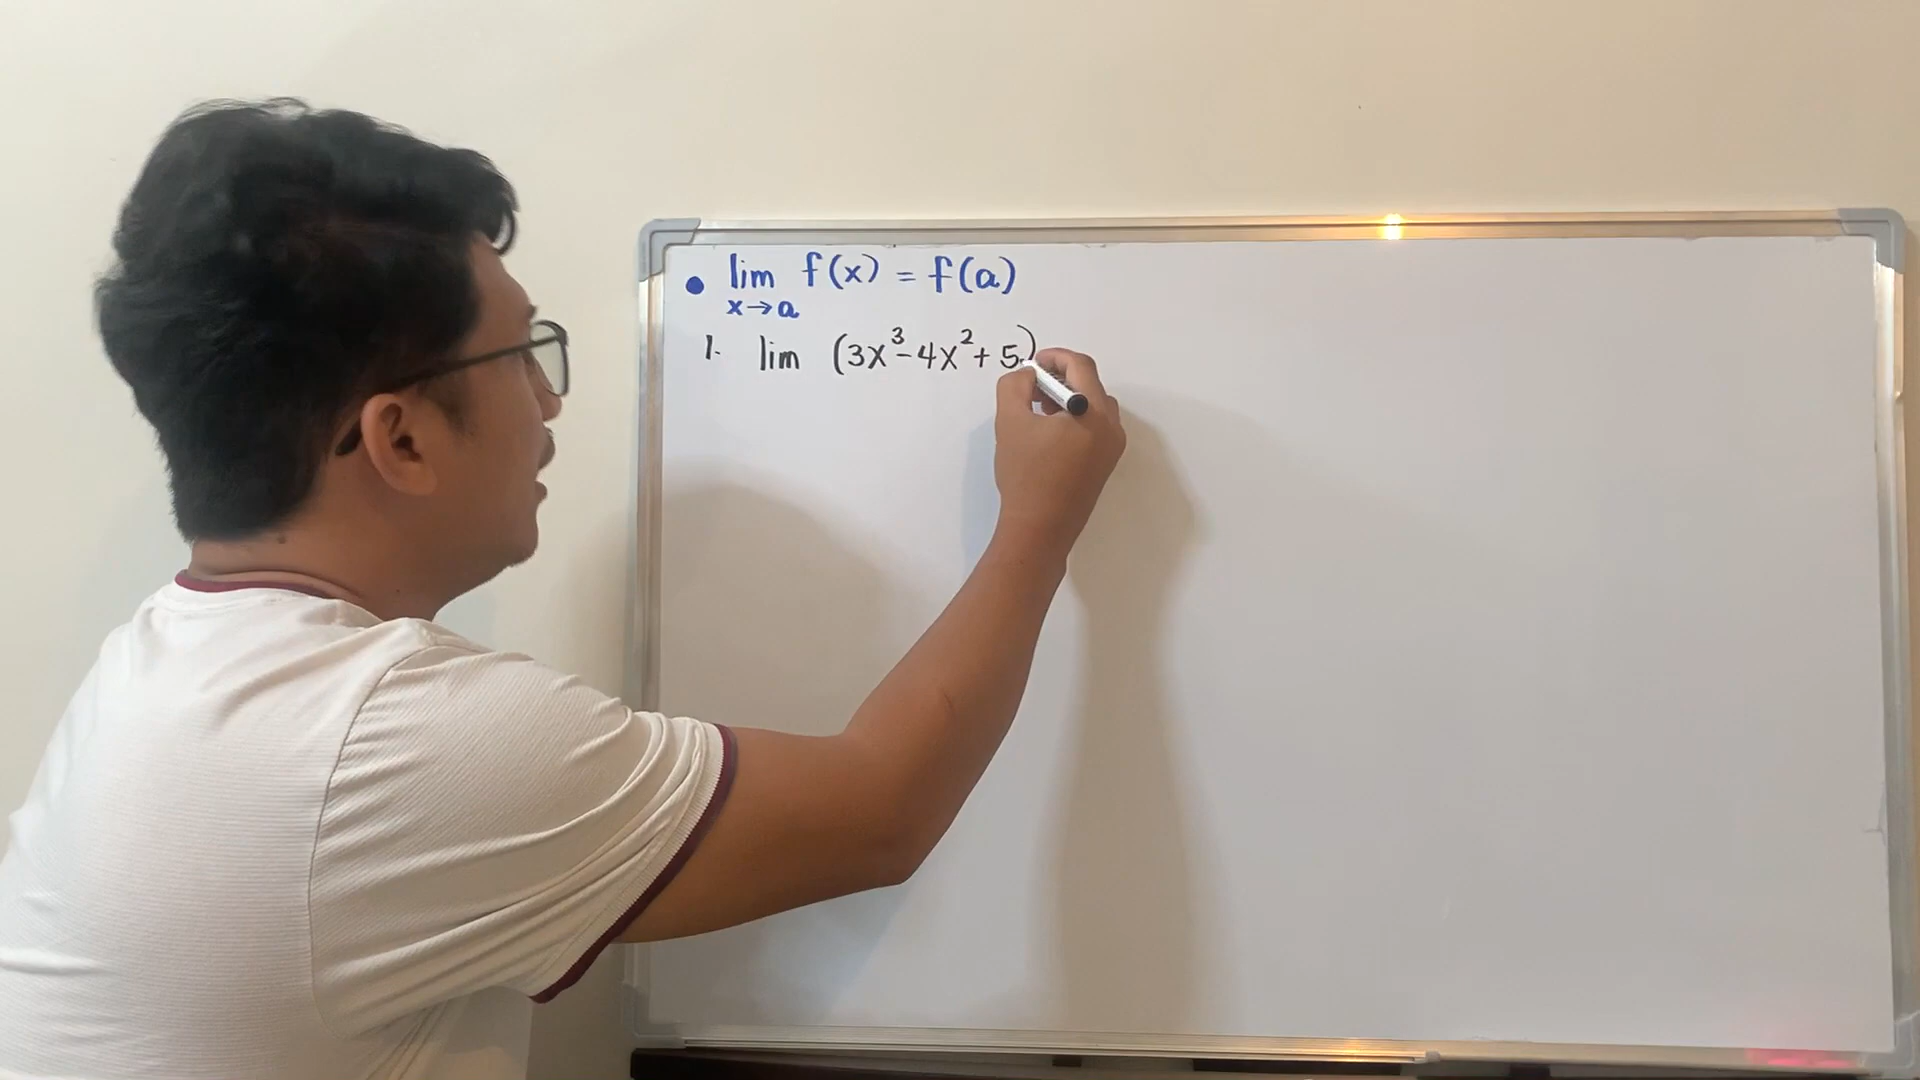 • lim f(x) = f(a)
x→a
1. lim (3x³-4x²+5)